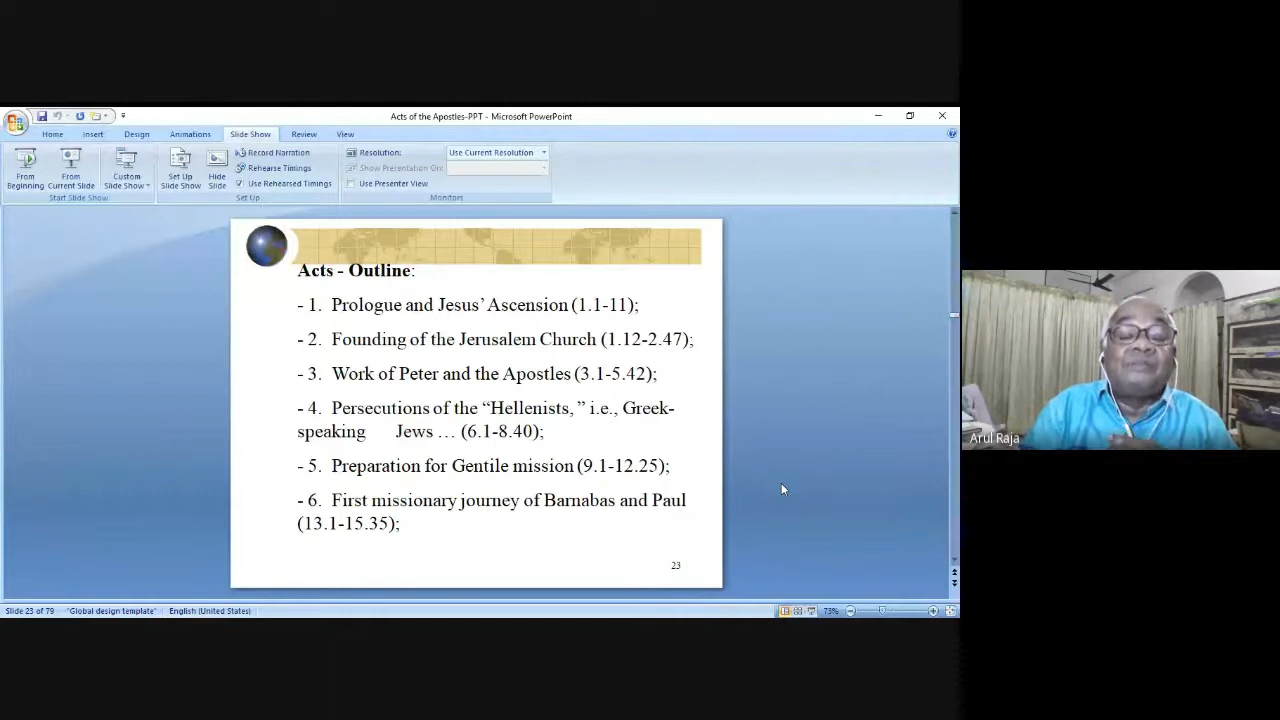 Acts of the Apostles-PPT - Microsoft PowerPoint
Home Insert Design Animations Slide Show Review View
From Beginning
From Current Slide
Custom Slide Show
Start Slide Show
Set Up Slide Show
Hide Slide
Record Narration
Rehearse Timings
Use Rehearsed Timings
Set Up
Resolution: Use Current Resolution
Show Presentation On:
Use Presenter View
Monitors
Acts - Outline:
- 1. Prologue and Jesus’ Ascension (1.1-11);
- 2. Founding of the Jerusalem Church (1.12-2.47);
- 3. Work of Peter and the Apostles (3.1-5.42);
- 4. Persecutions of the “Hellenists, ” i.e., Greek-
speaking Jews … (6.1-8.40);
- 5. Preparation for Gentile mission (9.1-12.25);
- 6. First missionary journey of Barnabas and Paul
(13.1-15.35);
23
Arul Raja
Slide 23 of 79 "Global design template" English (United States) 73%